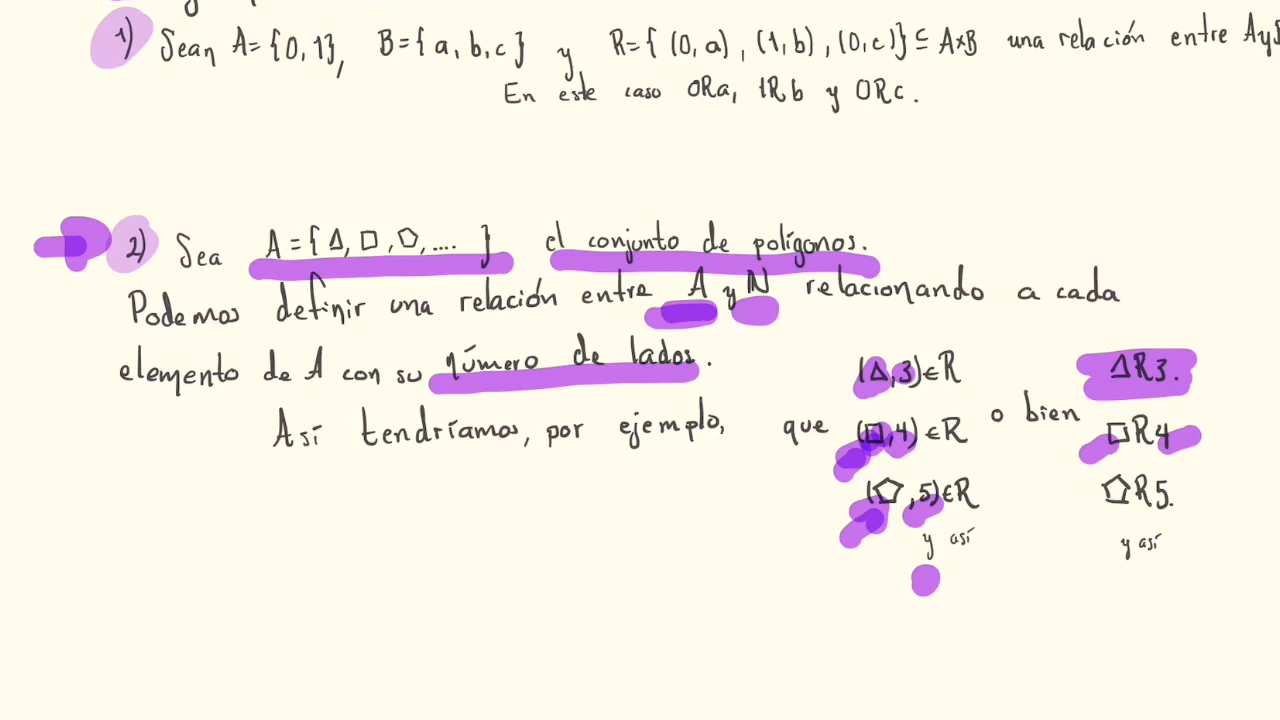 1) Sean A={0,1}, B={a,b,c} y R={(0,a), (1,b), (0,c)}⊆A×B una relación entre A y
En este caso 0Ra, 1Rb y 0Rc.
2) Sea A={△,□,⬠,....} el conjunto de polígonos.
Podemos definir una relación entre A y ℕ relacionando a cada
elemento de A con su número de lados.
Así tendríamos, por ejemplo, que
(△,3)∈R
(□,4)∈R
(⬠,5)∈R
y así
o bien
△R3.
□R4
⬠R5.
y así